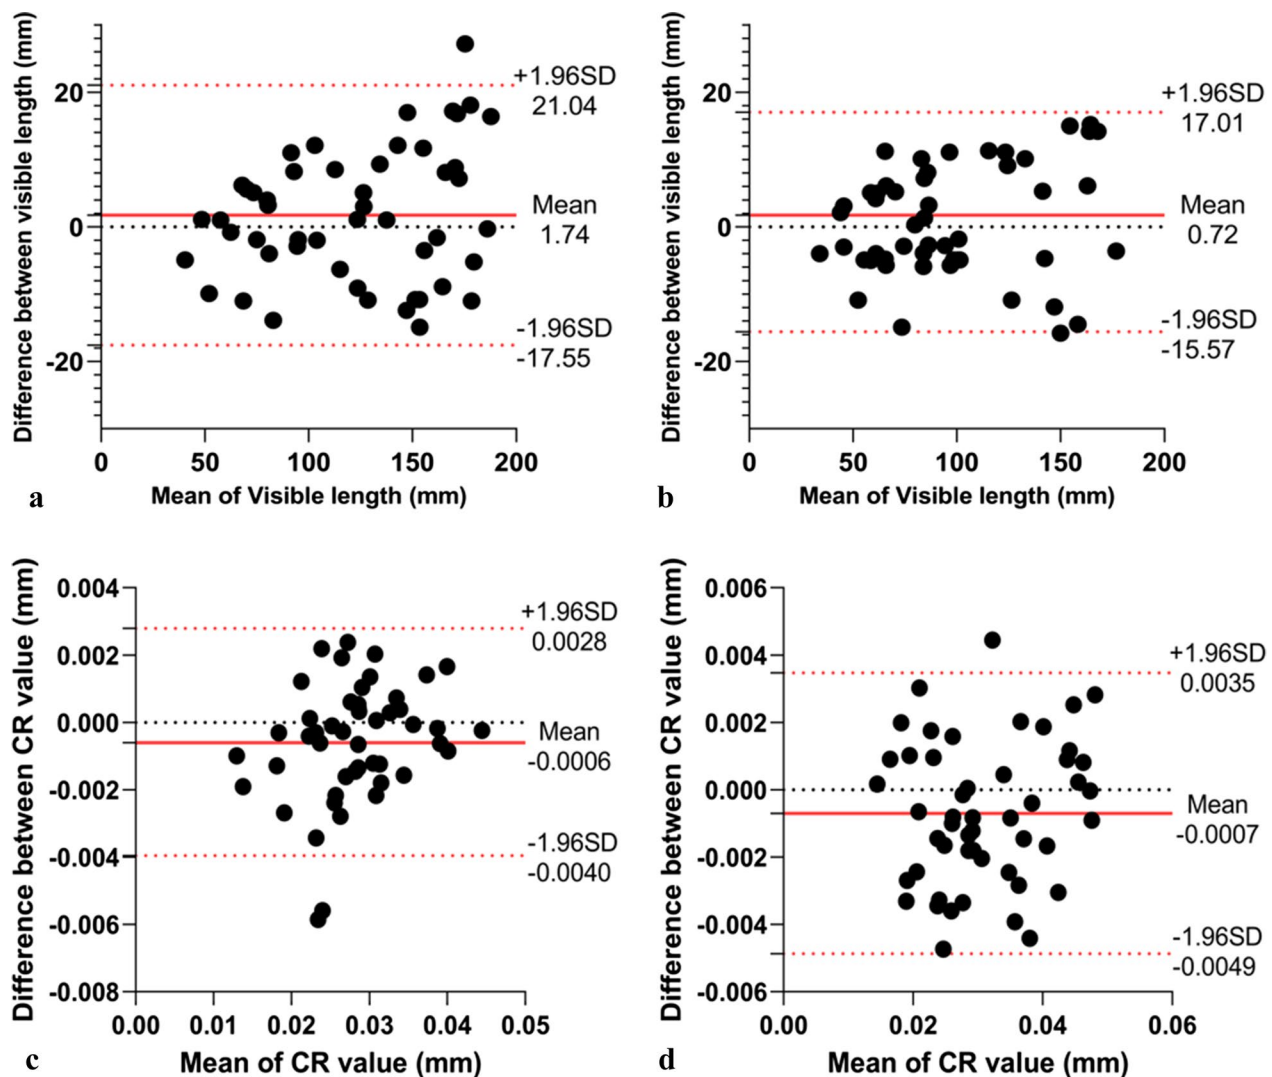 Difference between visible length (mm)
20
0
-20
+1.96SD
21.04
Mean
1.74
-1.96SD
-17.55
0 50 100 150 200
Mean of Visible length (mm)
a
Difference between visible length (mm)
20
0
-20
+1.96SD
17.01
Mean
0.72
-1.96SD
-15.57
0 50 100 150 200
Mean of Visible length (mm)
b
Difference between CR value (mm)
0.004
0.002
0.000
-0.002
-0.004
-0.006
-0.008
+1.96SD
0.0028
Mean
-0.0006
-1.96SD
-0.0040
0.00 0.01 0.02 0.03 0.04 0.05
Mean of CR value (mm)
c
Difference between CR value (mm)
0.006
0.004
0.002
0.000
-0.002
-0.004
-0.006
+1.96SD
0.0035
Mean
-0.0007
-1.96SD
-0.0049
0.00 0.02 0.04 0.06
Mean of CR value (mm)
d